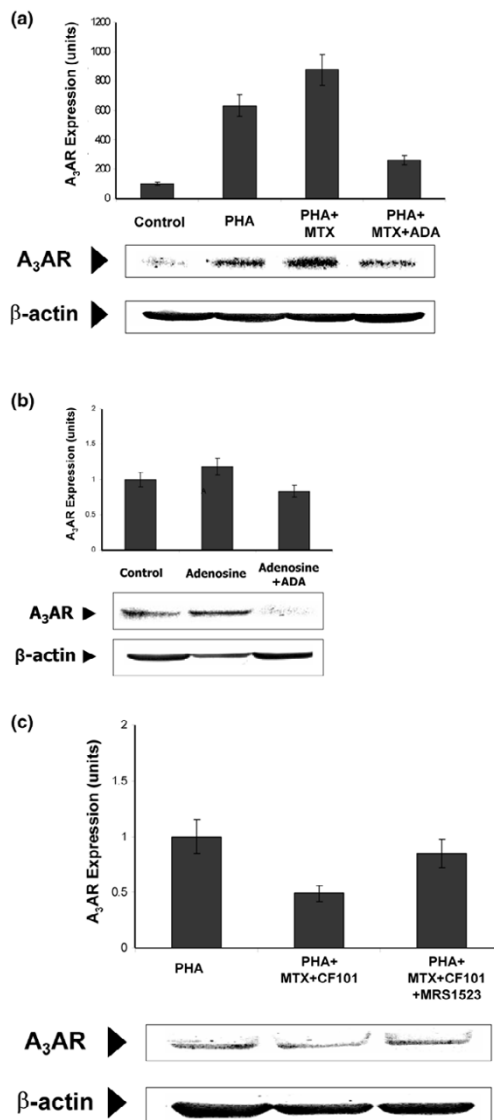 (a)
A₃AR Expression (units)
1200
1000
800
600
400
200
0
Control PHA PHA+ MTX PHA+ MTX+ADA
A₃AR
β-actin
(b)
A₃AR Expression (units)
2
1.5
1
0.5
0
x
Control Adenosine Adenosine +ADA
A₃AR
β-actin
(c)
A₃AR Expression (units)
2
1.5
1
0.5
0
PHA PHA+ MTX+CF101 PHA+ MTX+CF101 +MRS1523
A₃AR
β-actin